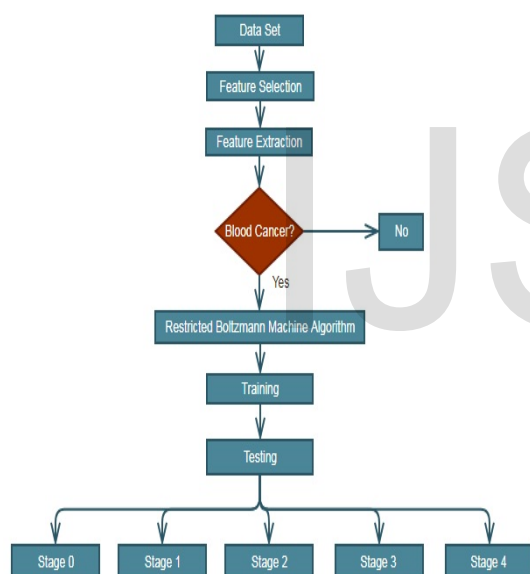 Data Set
Feature Selection
Feature Extraction
Blood Cancer?
No
Yes
Restricted Boltzmann Machine Algorithm
Training
Testing
Stage 0
Stage 1
Stage 2
Stage 3
Stage 4
IJS